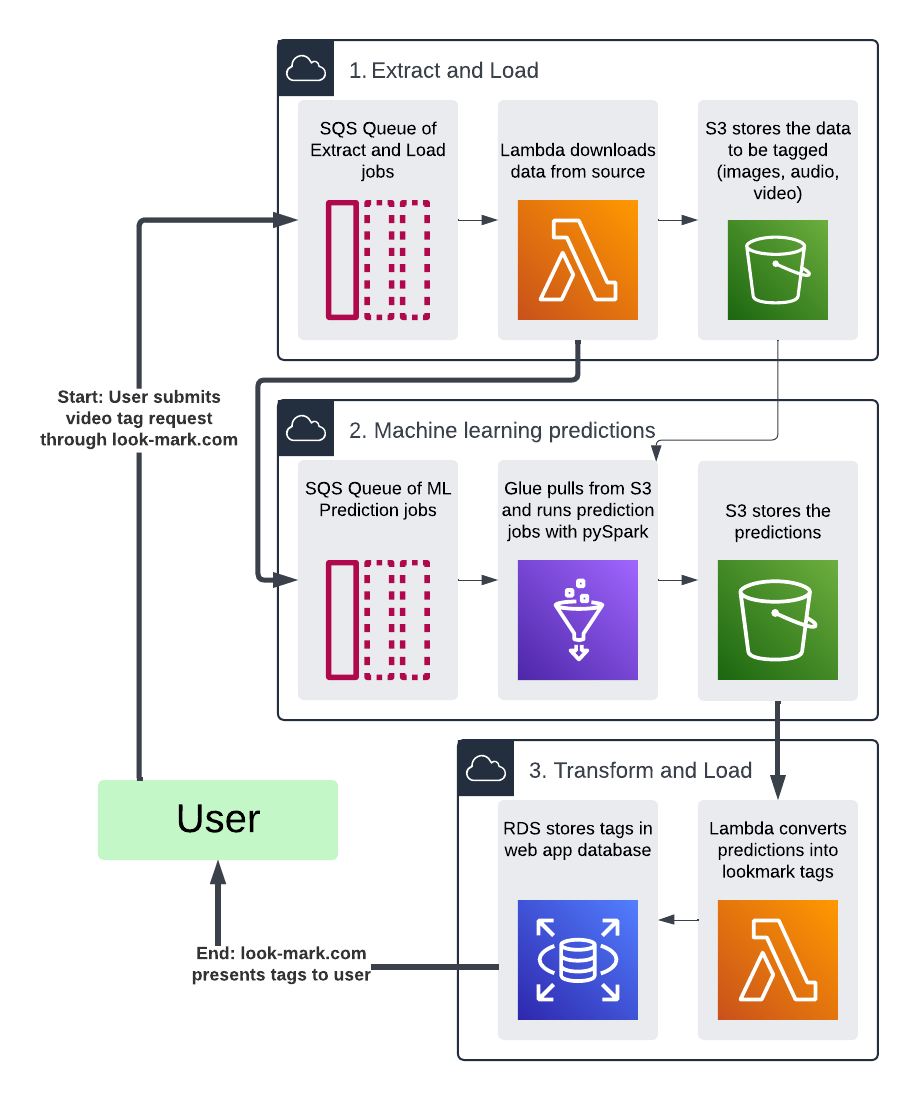 1. Extract and Load
SQS Queue of
Extract and Load
jobs
Lambda downloads
data from source
S3 stores the data
to be tagged
(images, audio,
video)
Start: User submits
video tag request
through look-mark.com
2. Machine learning predictions
SQS Queue of ML
Prediction jobs
Glue pulls from S3
and runs prediction
jobs with pySpark
S3 stores the
predictions
3. Transform and Load
RDS stores tags in
web app database
Lambda converts
predictions into
lookmark tags
User
End: look-mark.com
presents tags to user